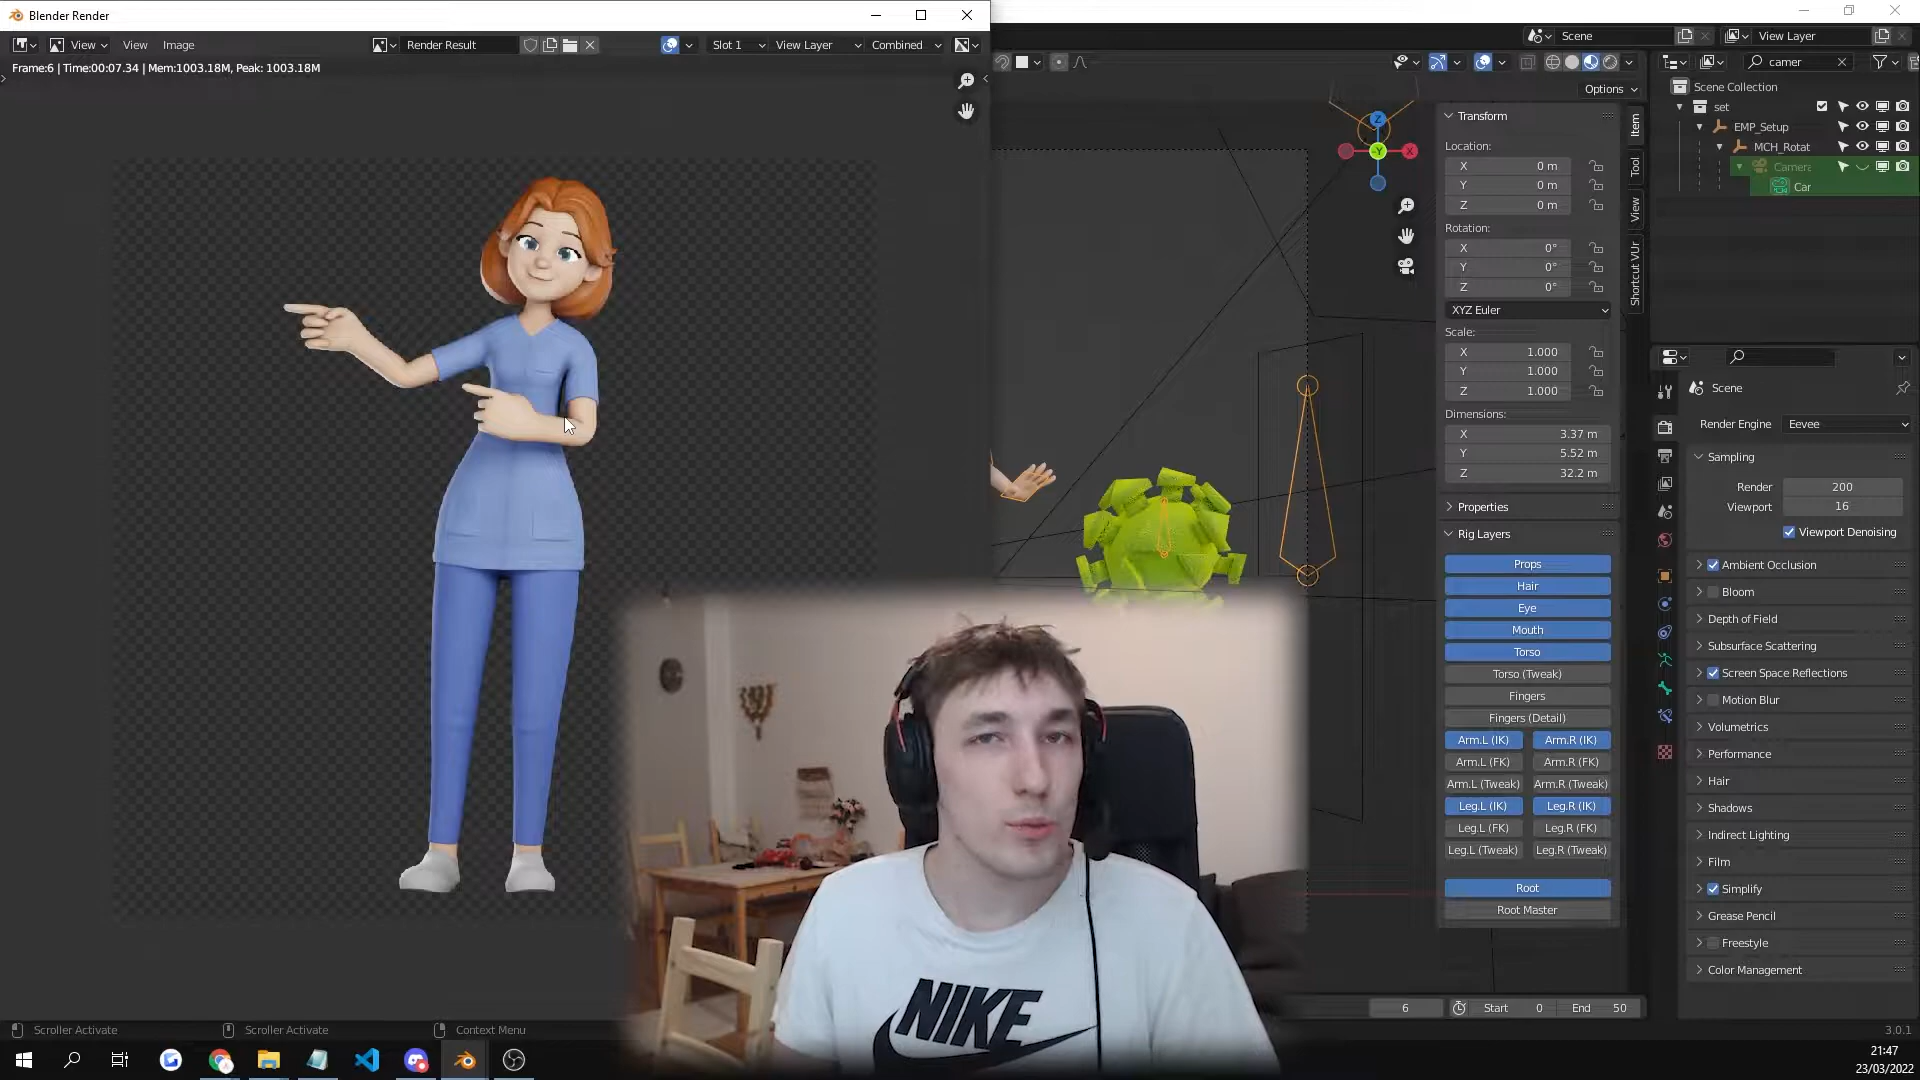 Blender Render
View
View
Image
Render Result
Slot 1
View Layer
Combined
Frame:6 | Time:00:07.34 | Mem:1003.18M, Peak: 1003.18M
Scene
View Layer
camer
Options
Scene Collection
set
EMP_Setup
MCH_Rotat
Camera
Car
Z
-Y
X
Item
Tool
View
Shortcut VUr
Transform
Location:
X 0 m
Y 0 m
Z 0 m
Rotation:
X 0°
Y 0°
Z 0°
XYZ Euler
Scale:
X 1.000
Y 1.000
Z 1.000
Dimensions:
X 3.37 m
Y 5.52 m
Z 32.2 m
Properties
Rig Layers
Props
Hair
Eye
Mouth
Torso
Torso (Tweak)
Fingers
Fingers (Detail)
Arm.L (IK) Arm.R (IK)
Arm.L (FK) Arm.R (FK)
Arm.L (Tweak) Arm.R (Tweak)
Leg.L (IK) Leg.R (IK)
Leg.L (FK) Leg.R (FK)
Leg.L (Tweak) Leg.R (Tweak)
Root
Root Master
Scene
Render Engine Eevee
Sampling
Render 200
Viewport 16
Viewport Denoising
Ambient Occlusion
Bloom
Depth of Field
Subsurface Scattering
Screen Space Reflections
Motion Blur
Volumetrics
Performance
Hair
Shadows
Indirect Lighting
Film
Simplify
Grease Pencil
Freestyle
Color Management
NIKE
6
Start 0
End 50
Scroller Activate
Scroller Activate
Context Menu
3.0.1
21:47
23/03/2022